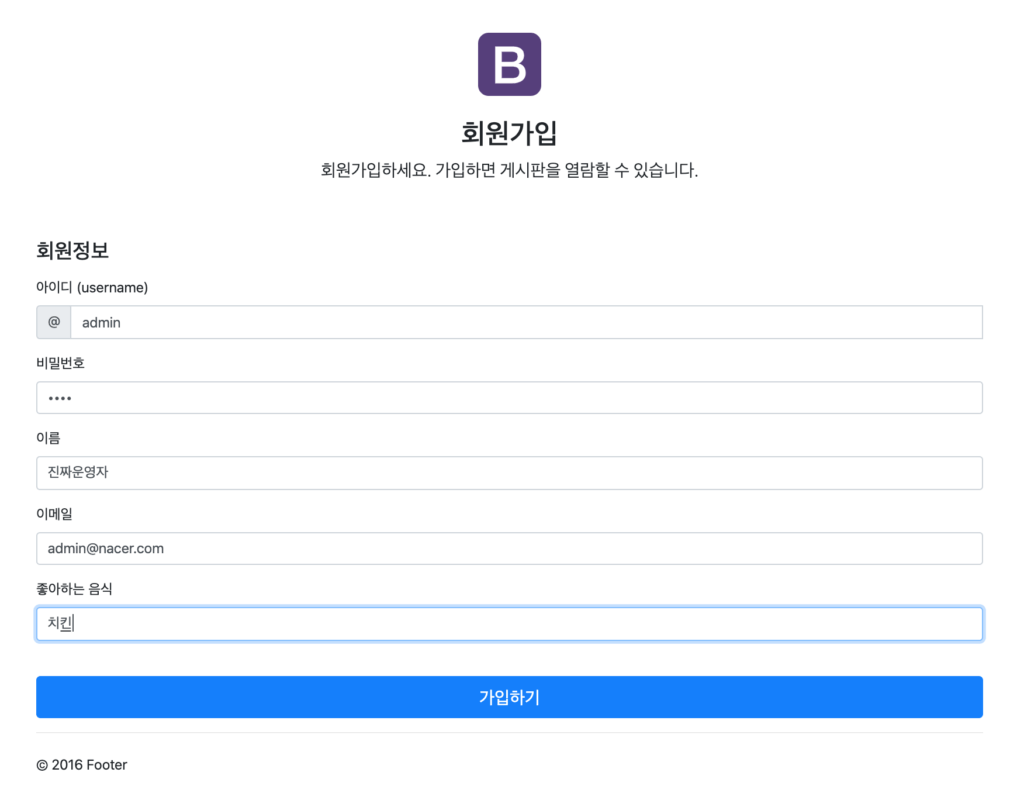 B
회원가입
회원가입하세요. 가입하면 게시판을 열람할 수 있습니다.
회원정보
아이디 (username)
@ admin
비밀번호
••••
이름
진짜운영자
이메일
admin@nacer.com
좋아하는 음식
치킨
가입하기
© 2016 Footer